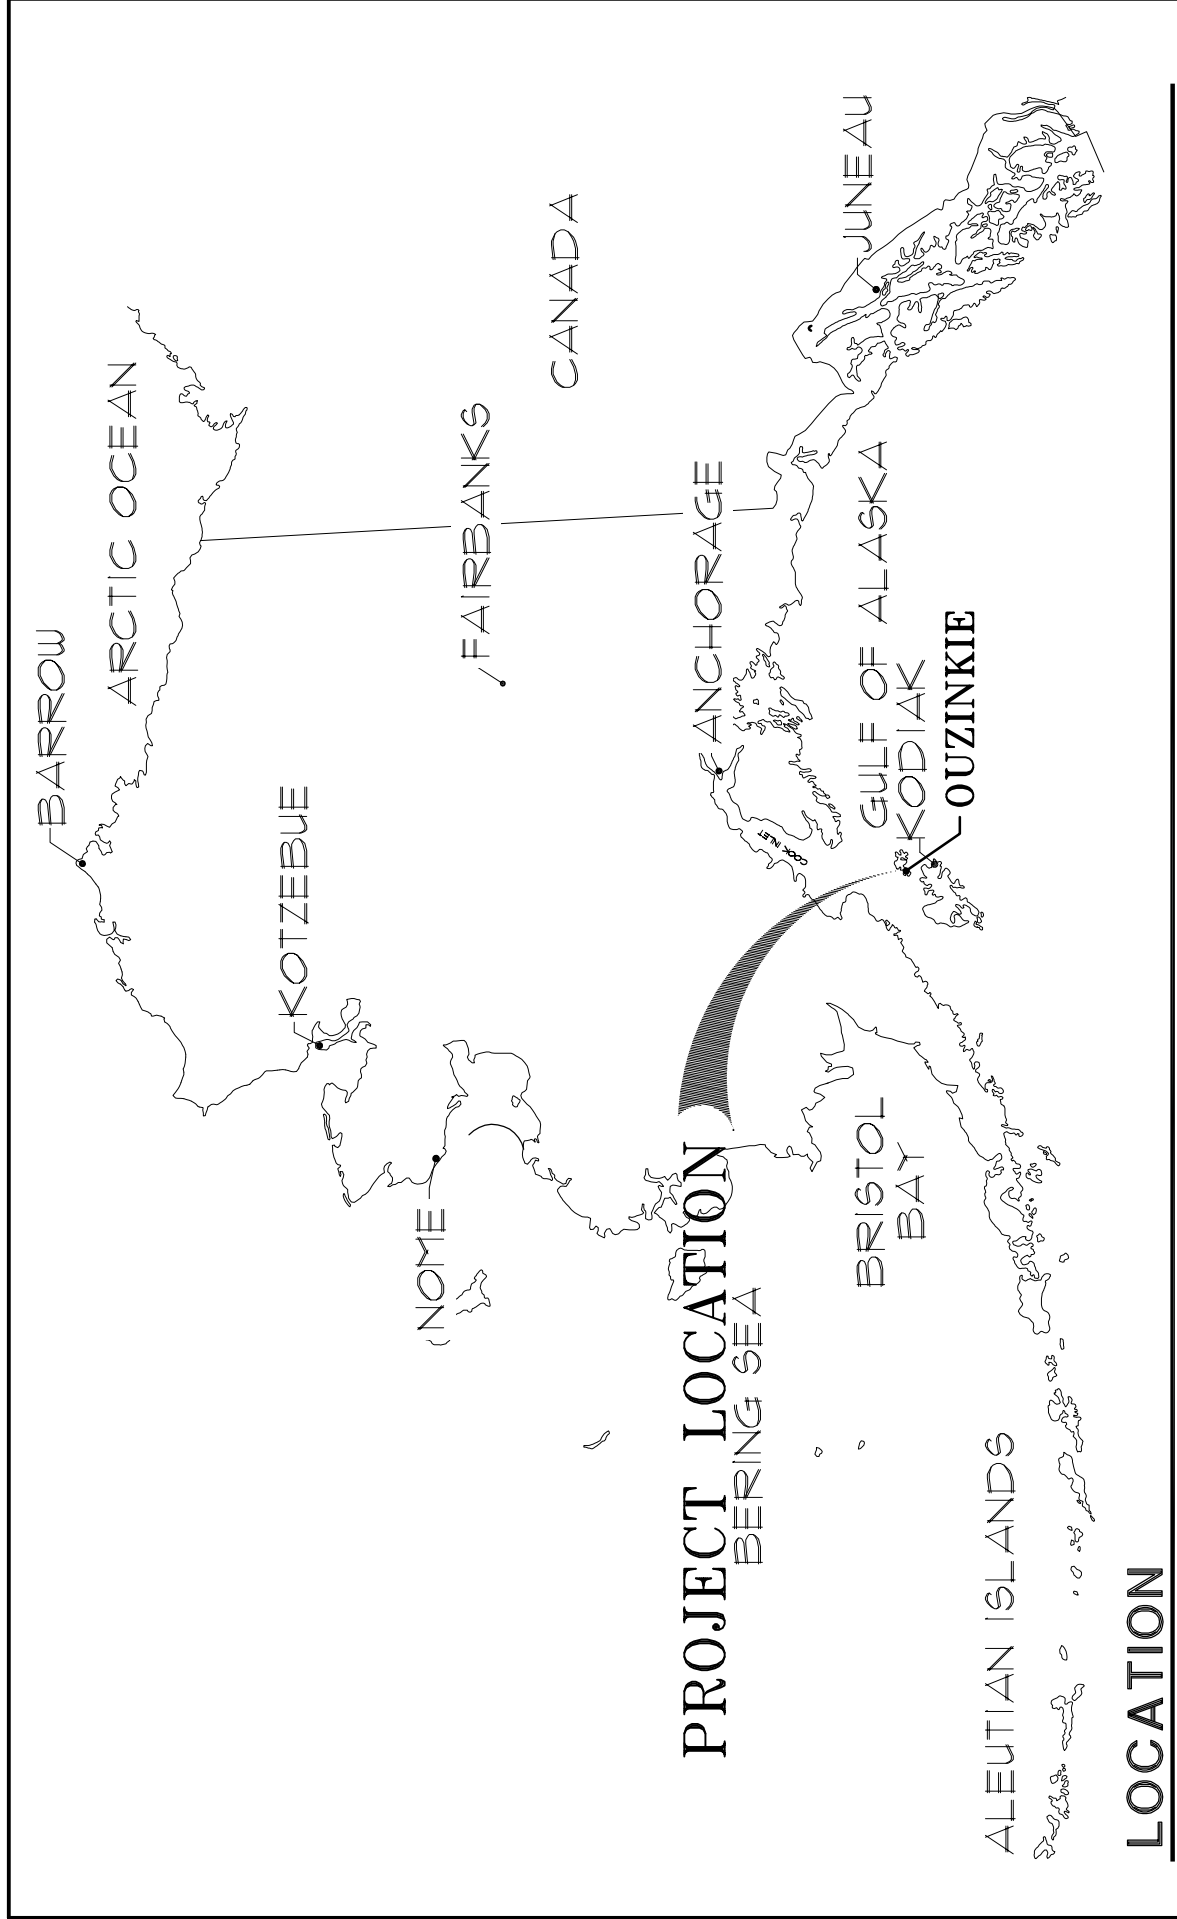 BARROW
ARCTIC OCEAN
KOTZEBUE
NOME
FAIRBANKS
CANADA
ANCHORAGE
COOK INLET
PROJECT LOCATION
BERING SEA
JUNEAU
GULF OF ALASKA
BRISTOL
BAY
KODIAK
OUZINKIE
ALEUTIAN ISLANDS
LOCATION